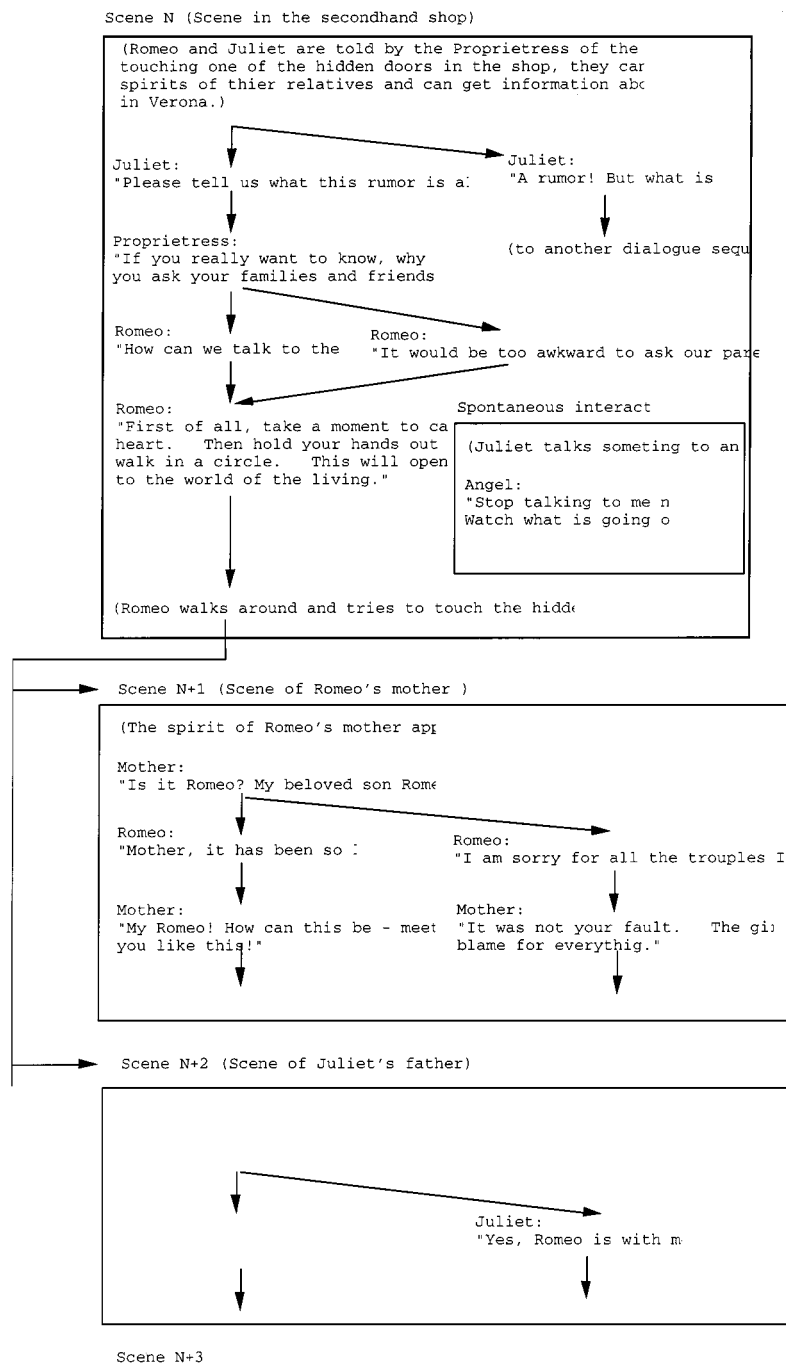 Scene N (Scene in the secondhand shop)
(Romeo and Juliet are told by the Proprietress of the
touching one of the hidden doors in the shop, they
spirits of thier relatives and can get information
in Verona.)
Juliet:
"Please tell us what this rumor is
Juliet:
"A rumor! But what is
Proprietress:
"If you really want to know, why
you ask your families and friends
(to another dialogue
Romeo:
"How can we talk to the
Romeo:
"It would be too awkward to ask our
Romeo:
"First of all, take a moment to
heart. Then hold your hands out
walk in a circle. This will open
to the world of the living."
Spontaneous interact
(Juliet talks someting to an
Angel:
"Stop talking to me n
Watch what is going o
(Romeo walks around and tries to touch the
Scene N+1 (Scene of Romeo's mother )
(The spirit of Romeo's mother
Mother:
"Is it Romeo? My beloved son
Romeo:
"Mother, it has been so
Romeo:
"I am sorry for all the trouples I
Mother:
"My Romeo! How can this be - meet
you like this!"
Mother:
"It was not your fault. The
blame for everythig."
Scene N+2 (Scene of Juliet's father)
Juliet:
"Yes, Romeo is with
Scene N+3